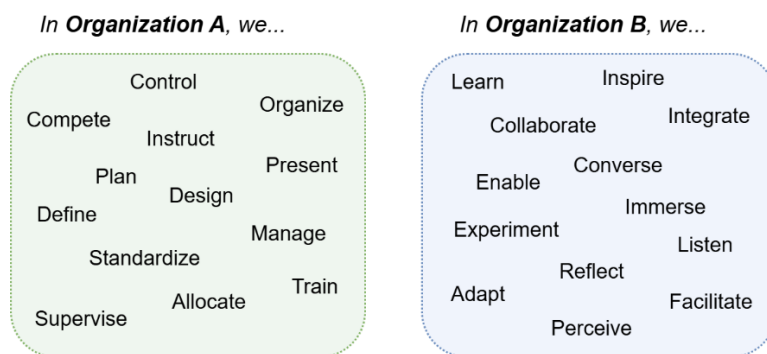 In Organization A, we...
Control
Organize
Compete
Instruct
Present
Plan
Design
Define
Manage
Standardize
Train
Allocate
Supervise
In Organization B, we...
Learn
Inspire
Integrate
Collaborate
Converse
Enable
Immerse
Experiment
Listen
Reflect
Adapt
Facilitate
Perceive